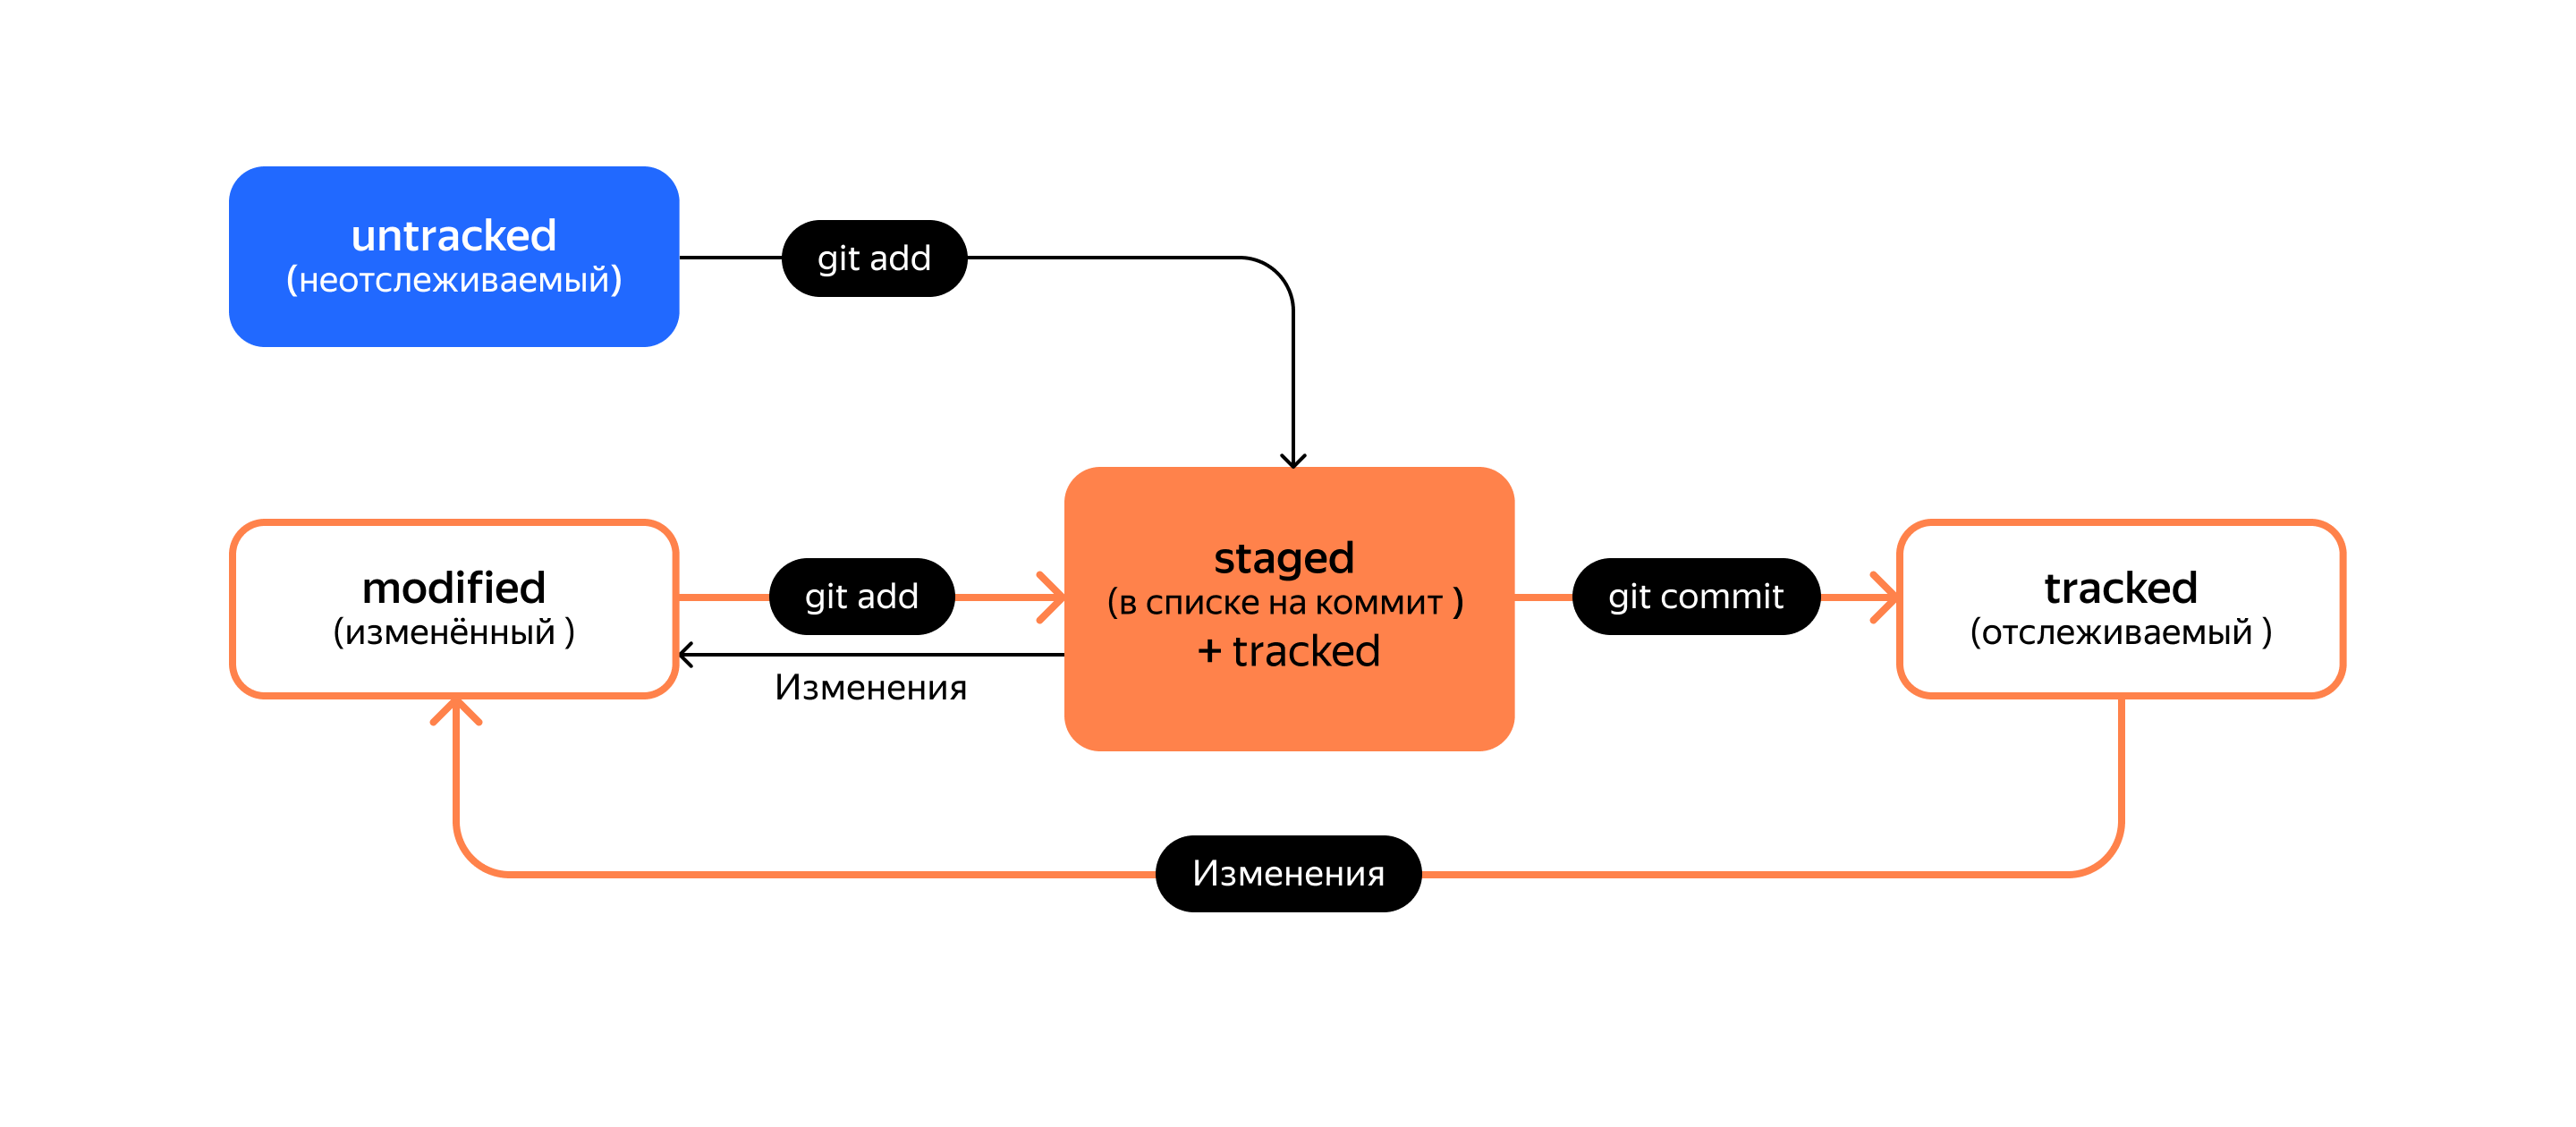 untracked
(неотслеживаемый)
git add
modified
(изменённый )
git add
Изменения
staged
(в списке на коммит )
+ tracked
git commit
tracked
(отслеживаемый )
Изменения